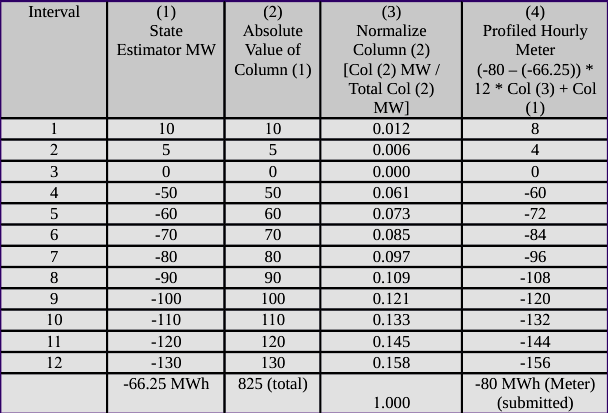 Interval (1) State Estimator MW (2) Absolute Value of Column (1) (3) Normalize Column (2) [Col (2) MW / Total Col (2) MW] (4) Profiled Hourly Meter (-80 – (-66.25)) * 12 * Col (3) + Col (1)
1 10 10 0.012 8
2 5 5 0.006 4
3 0 0 0.000 0
4 -50 50 0.061 -60
5 -60 60 0.073 -72
6 -70 70 0.085 -84
7 -80 80 0.097 -96
8 -90 90 0.109 -108
9 -100 100 0.121 -120
10 -110 110 0.133 -132
11 -120 120 0.145 -144
12 -130 130 0.158 -156
-66.25 MWh 825 (total) 1.000 -80 MWh (Meter) (submitted)